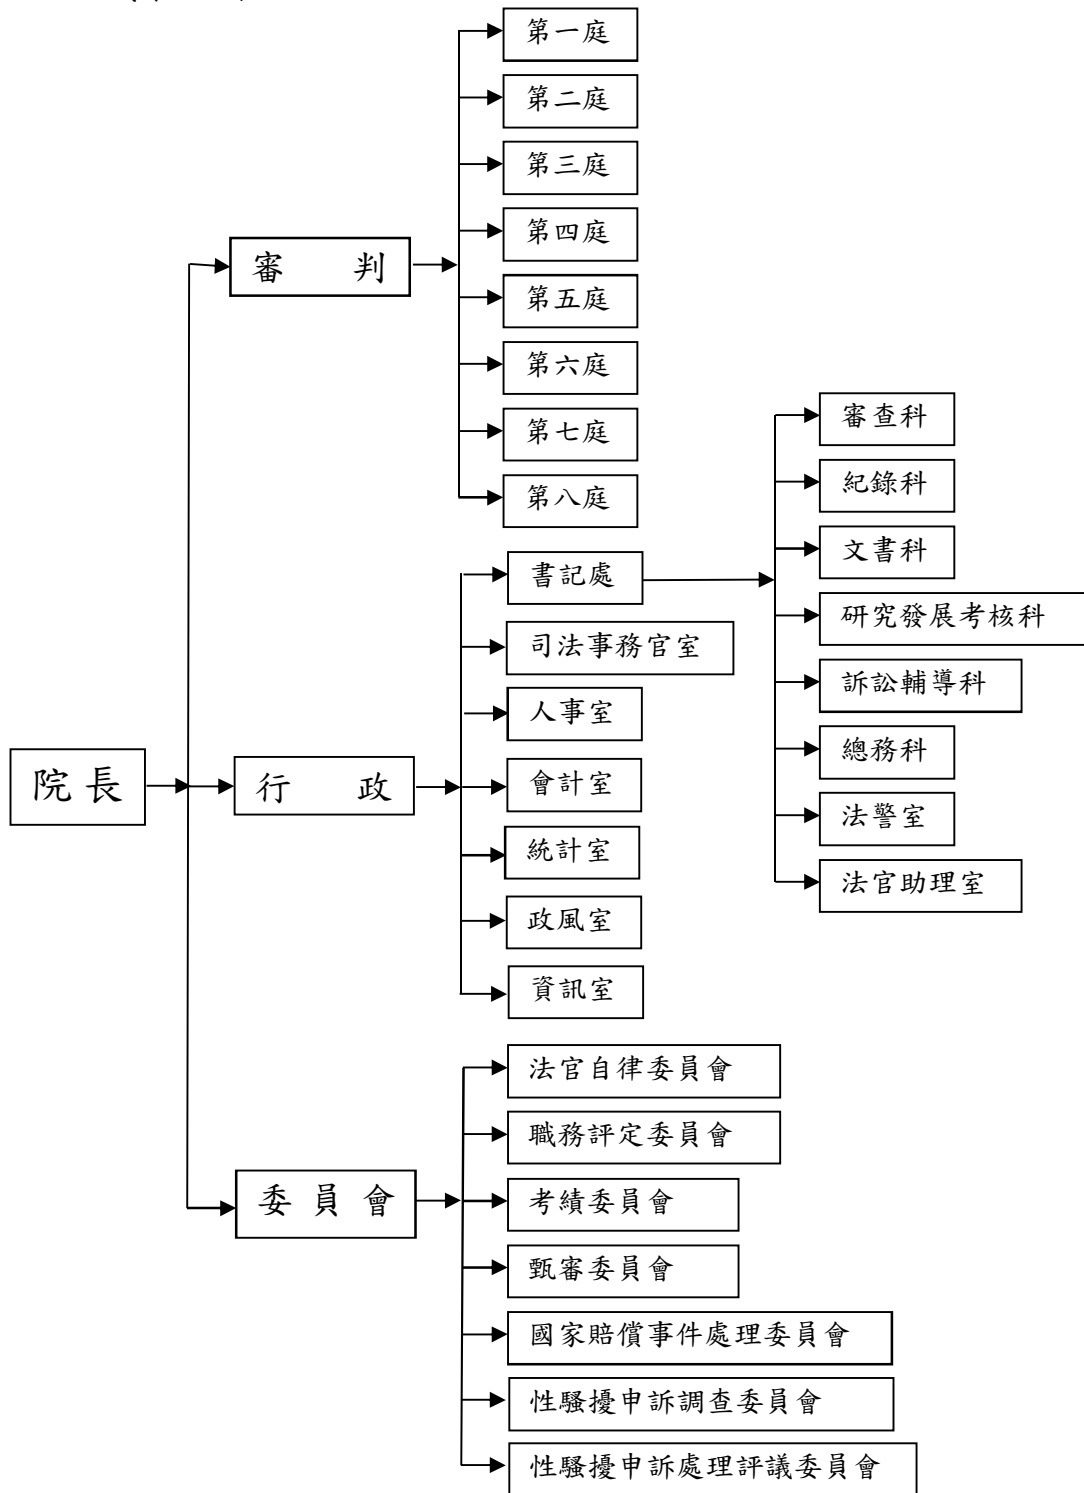 第一庭
第二庭
第三庭
第四庭
審　　判
第五庭
第六庭
第七庭
第八庭
審查科
紀錄科
文書科
書記處
研究發展考核科
司法事務官室
訴訟輔導科
人事室
總務科
院長
行　　政
會計室
法警室
統計室
法官助理室
政風室
資訊室
法官自律委員會
職務評定委員會
委員會
考績委員會
甄審委員會
國家賠償事件處理委員會
性騷擾申訴調查委員會
性騷擾申訴處理評議委員會